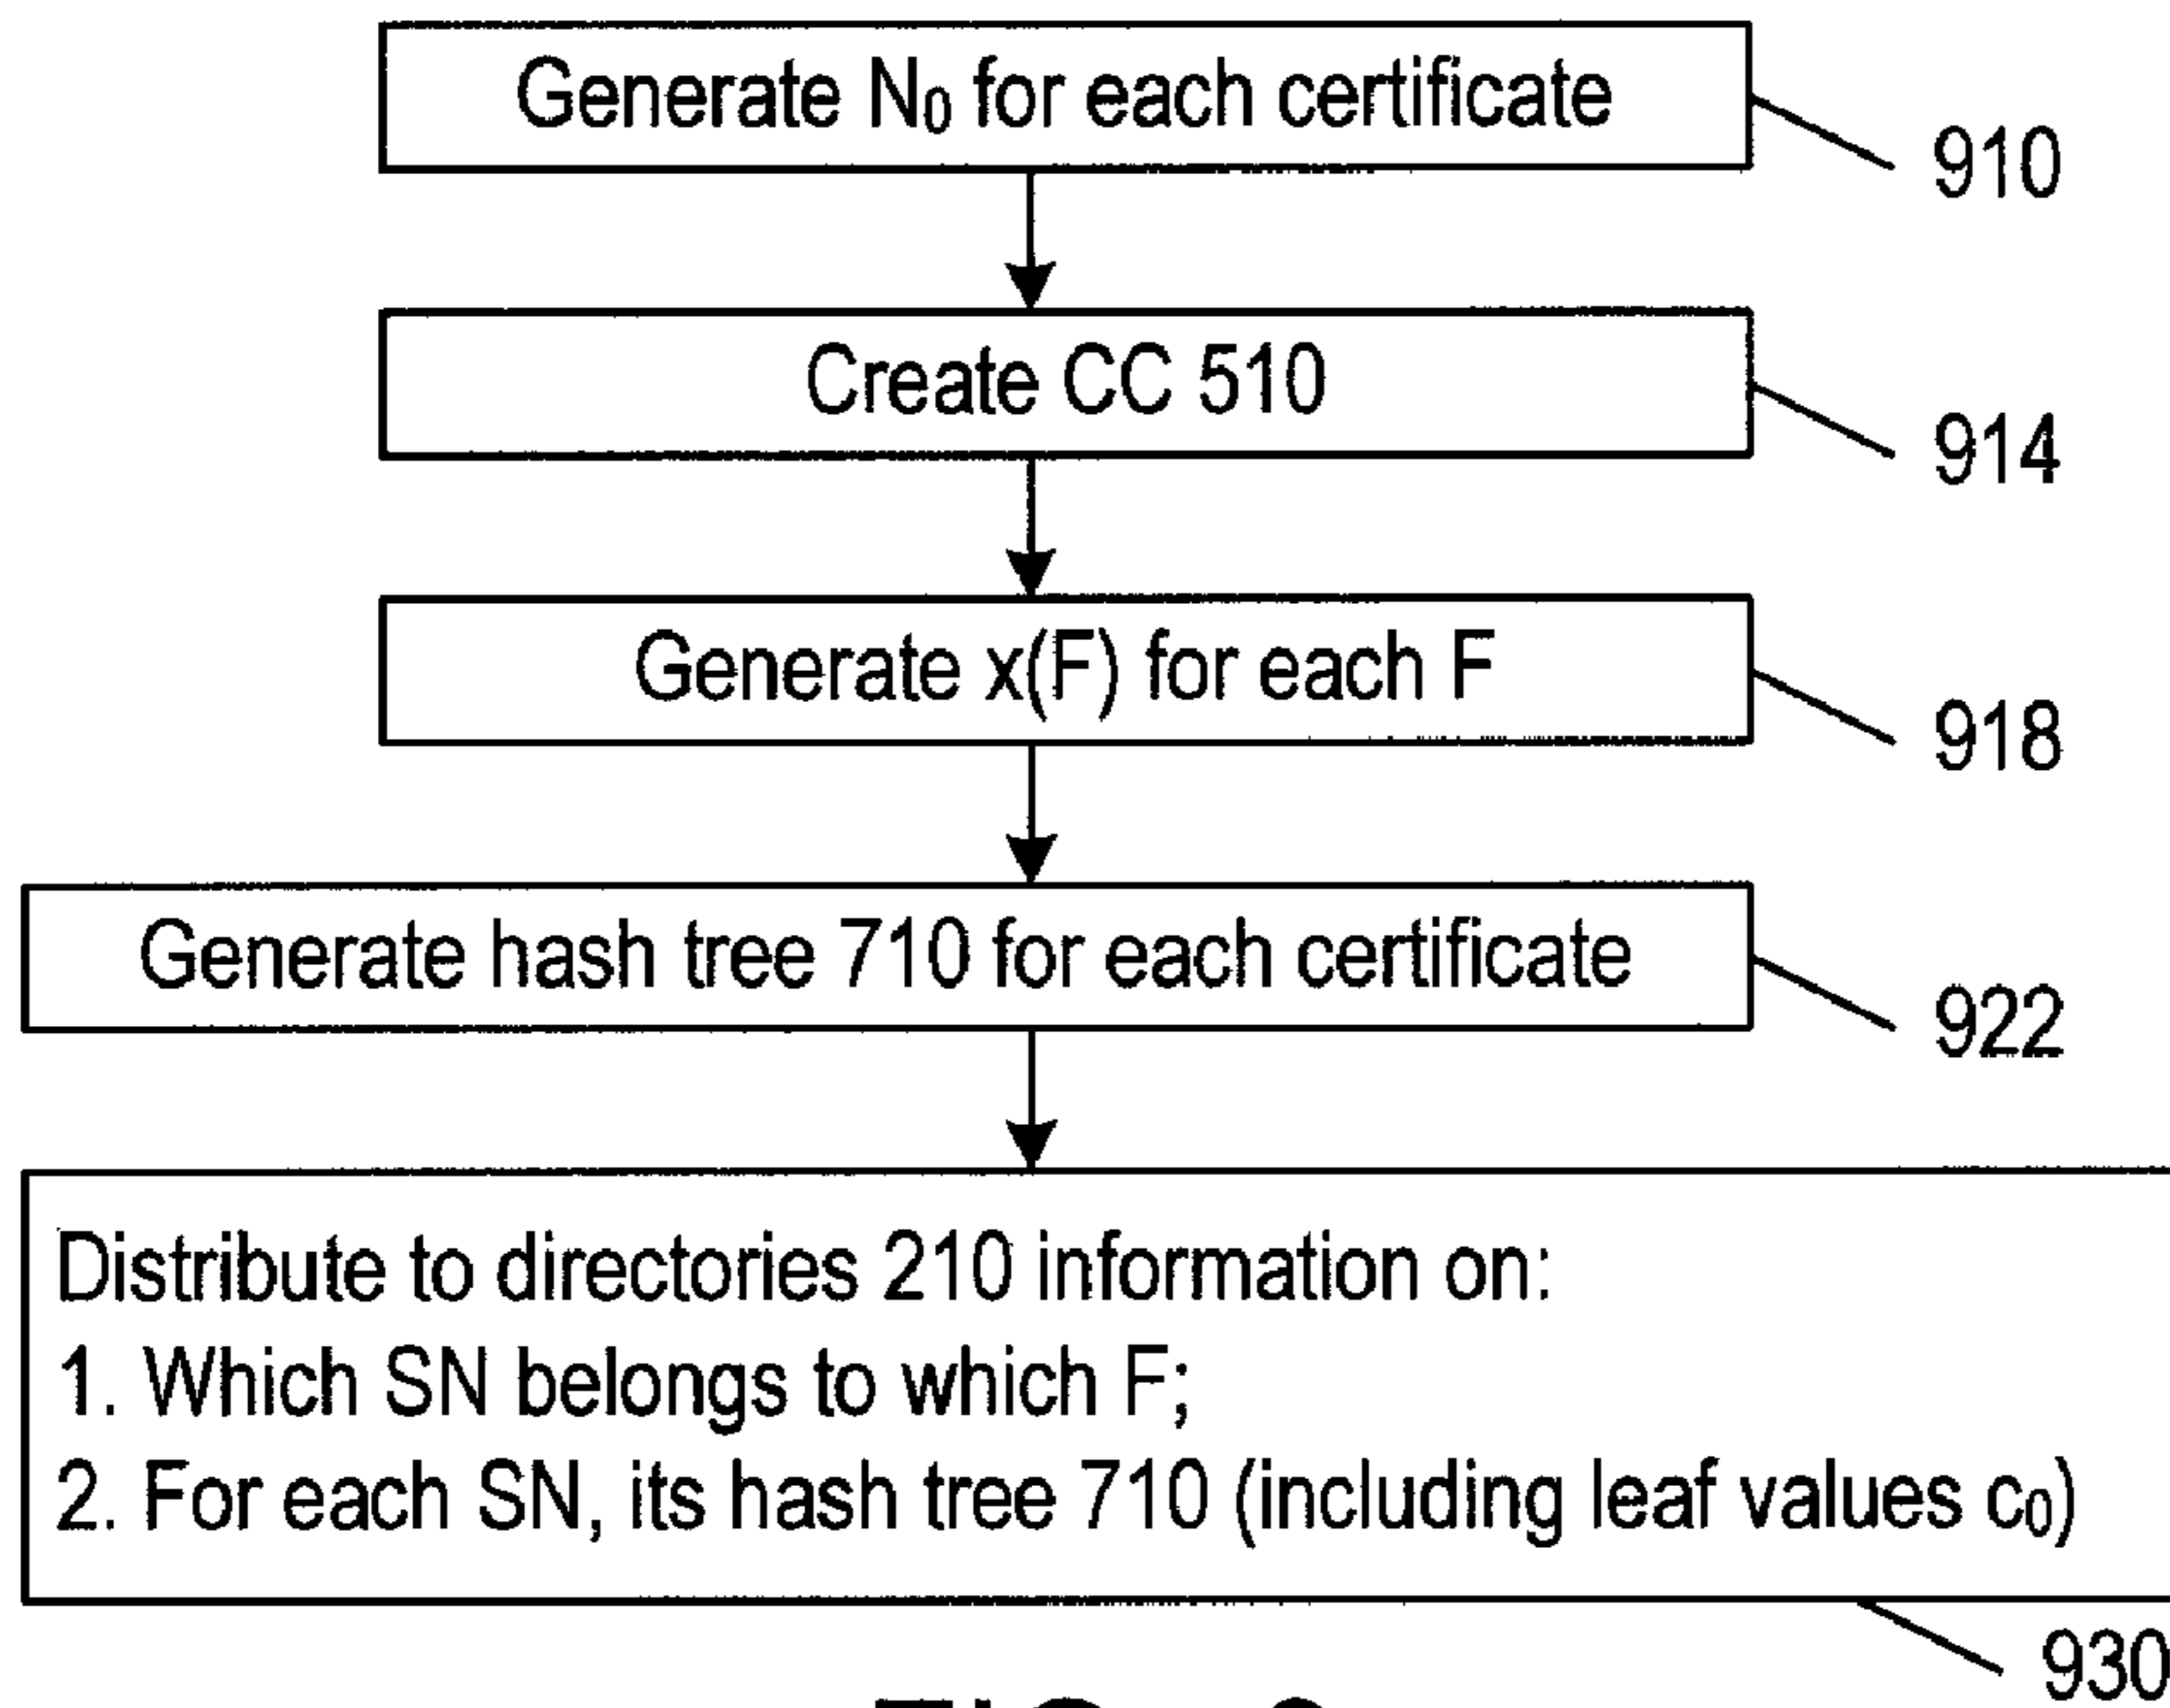 Generate N₀ for each certificate
910
Create CC 510
914
Generate x(F) for each F
918
Generate hash tree 710 for each certificate
922
Distribute to directories 210 information on:
1. Which SN belongs to which F;
2. For each SN, its hash tree 710 (including leaf values c₀)
930